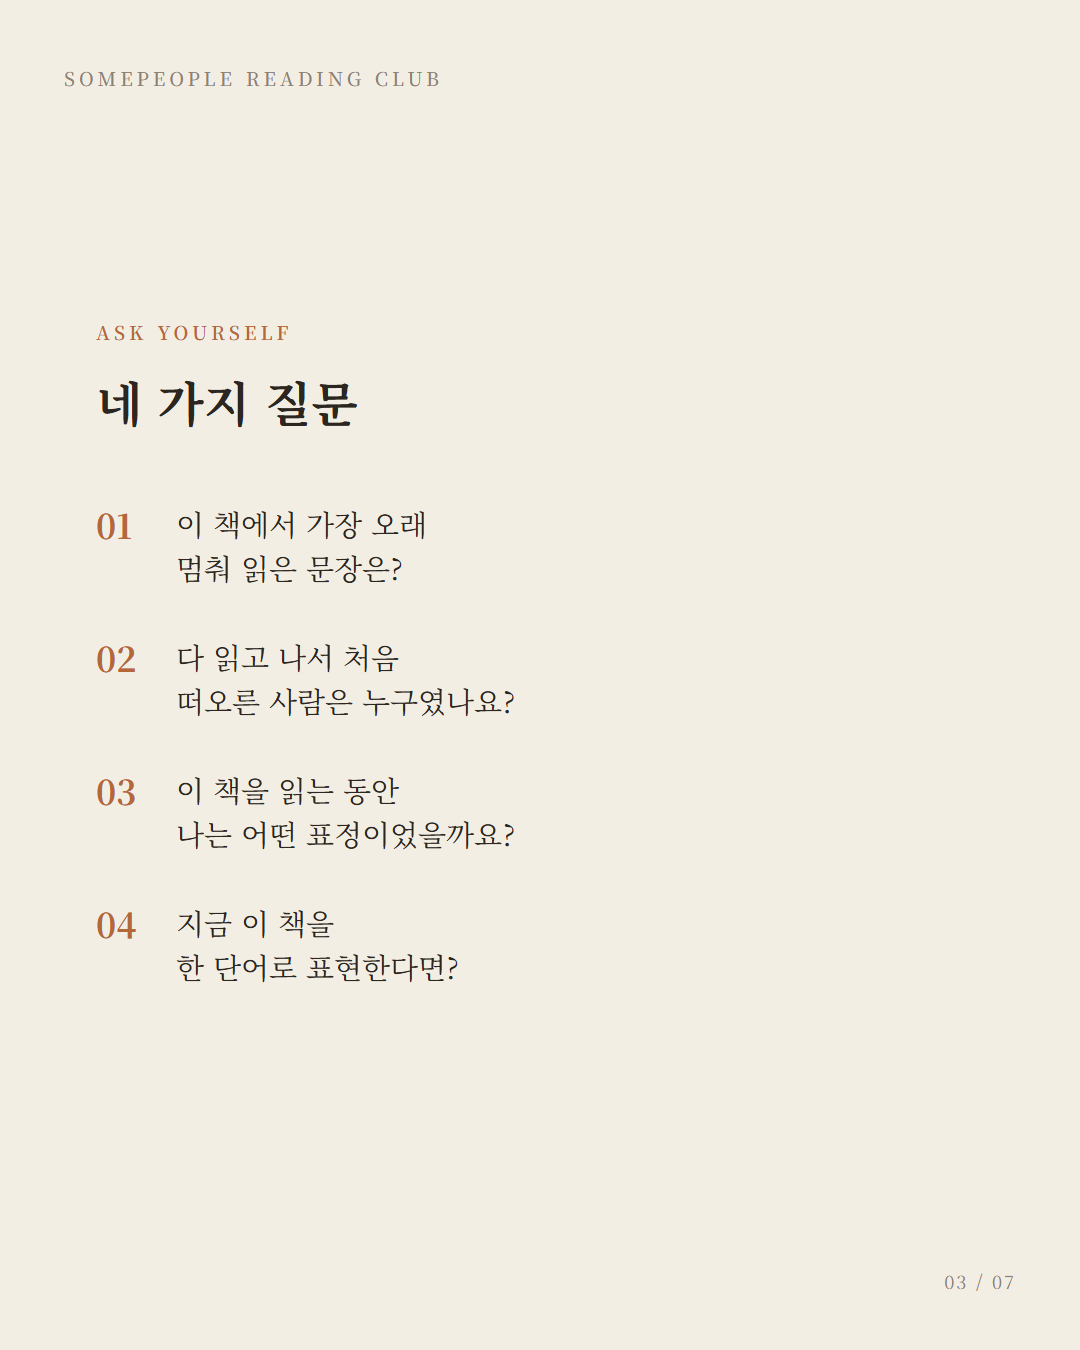 SOMEPEOPLE READING CLUB
ASK YOURSELF
네 가지 질문
01 이 책에서 가장 오래
멈춰 읽은 문장은?
02 다 읽고 나서 처음
떠오른 사람은 누구였나요?
03 이 책을 읽는 동안
나는 어떤 표정이었을까요?
04 지금 이 책을
한 단어로 표현한다면?
03 / 07